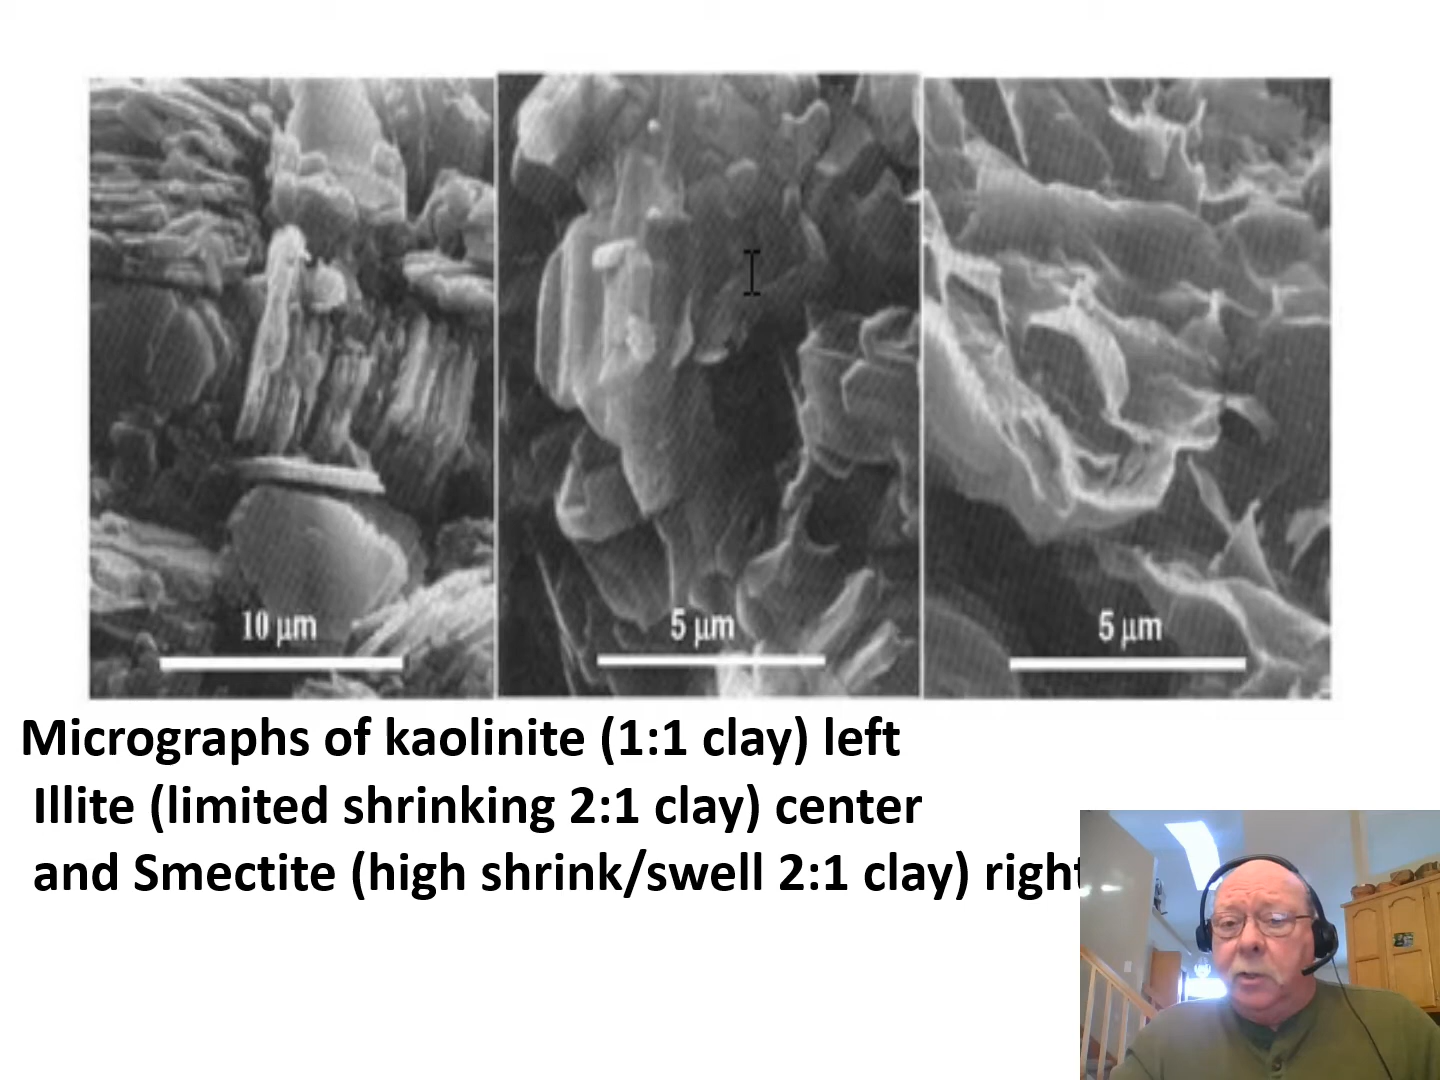 10 µm
5 µm
5 µm
Micrographs of kaolinite (1:1 clay) left
Illite (limited shrinking 2:1 clay) center
and Smectite (high shrink/swell 2:1 clay) right